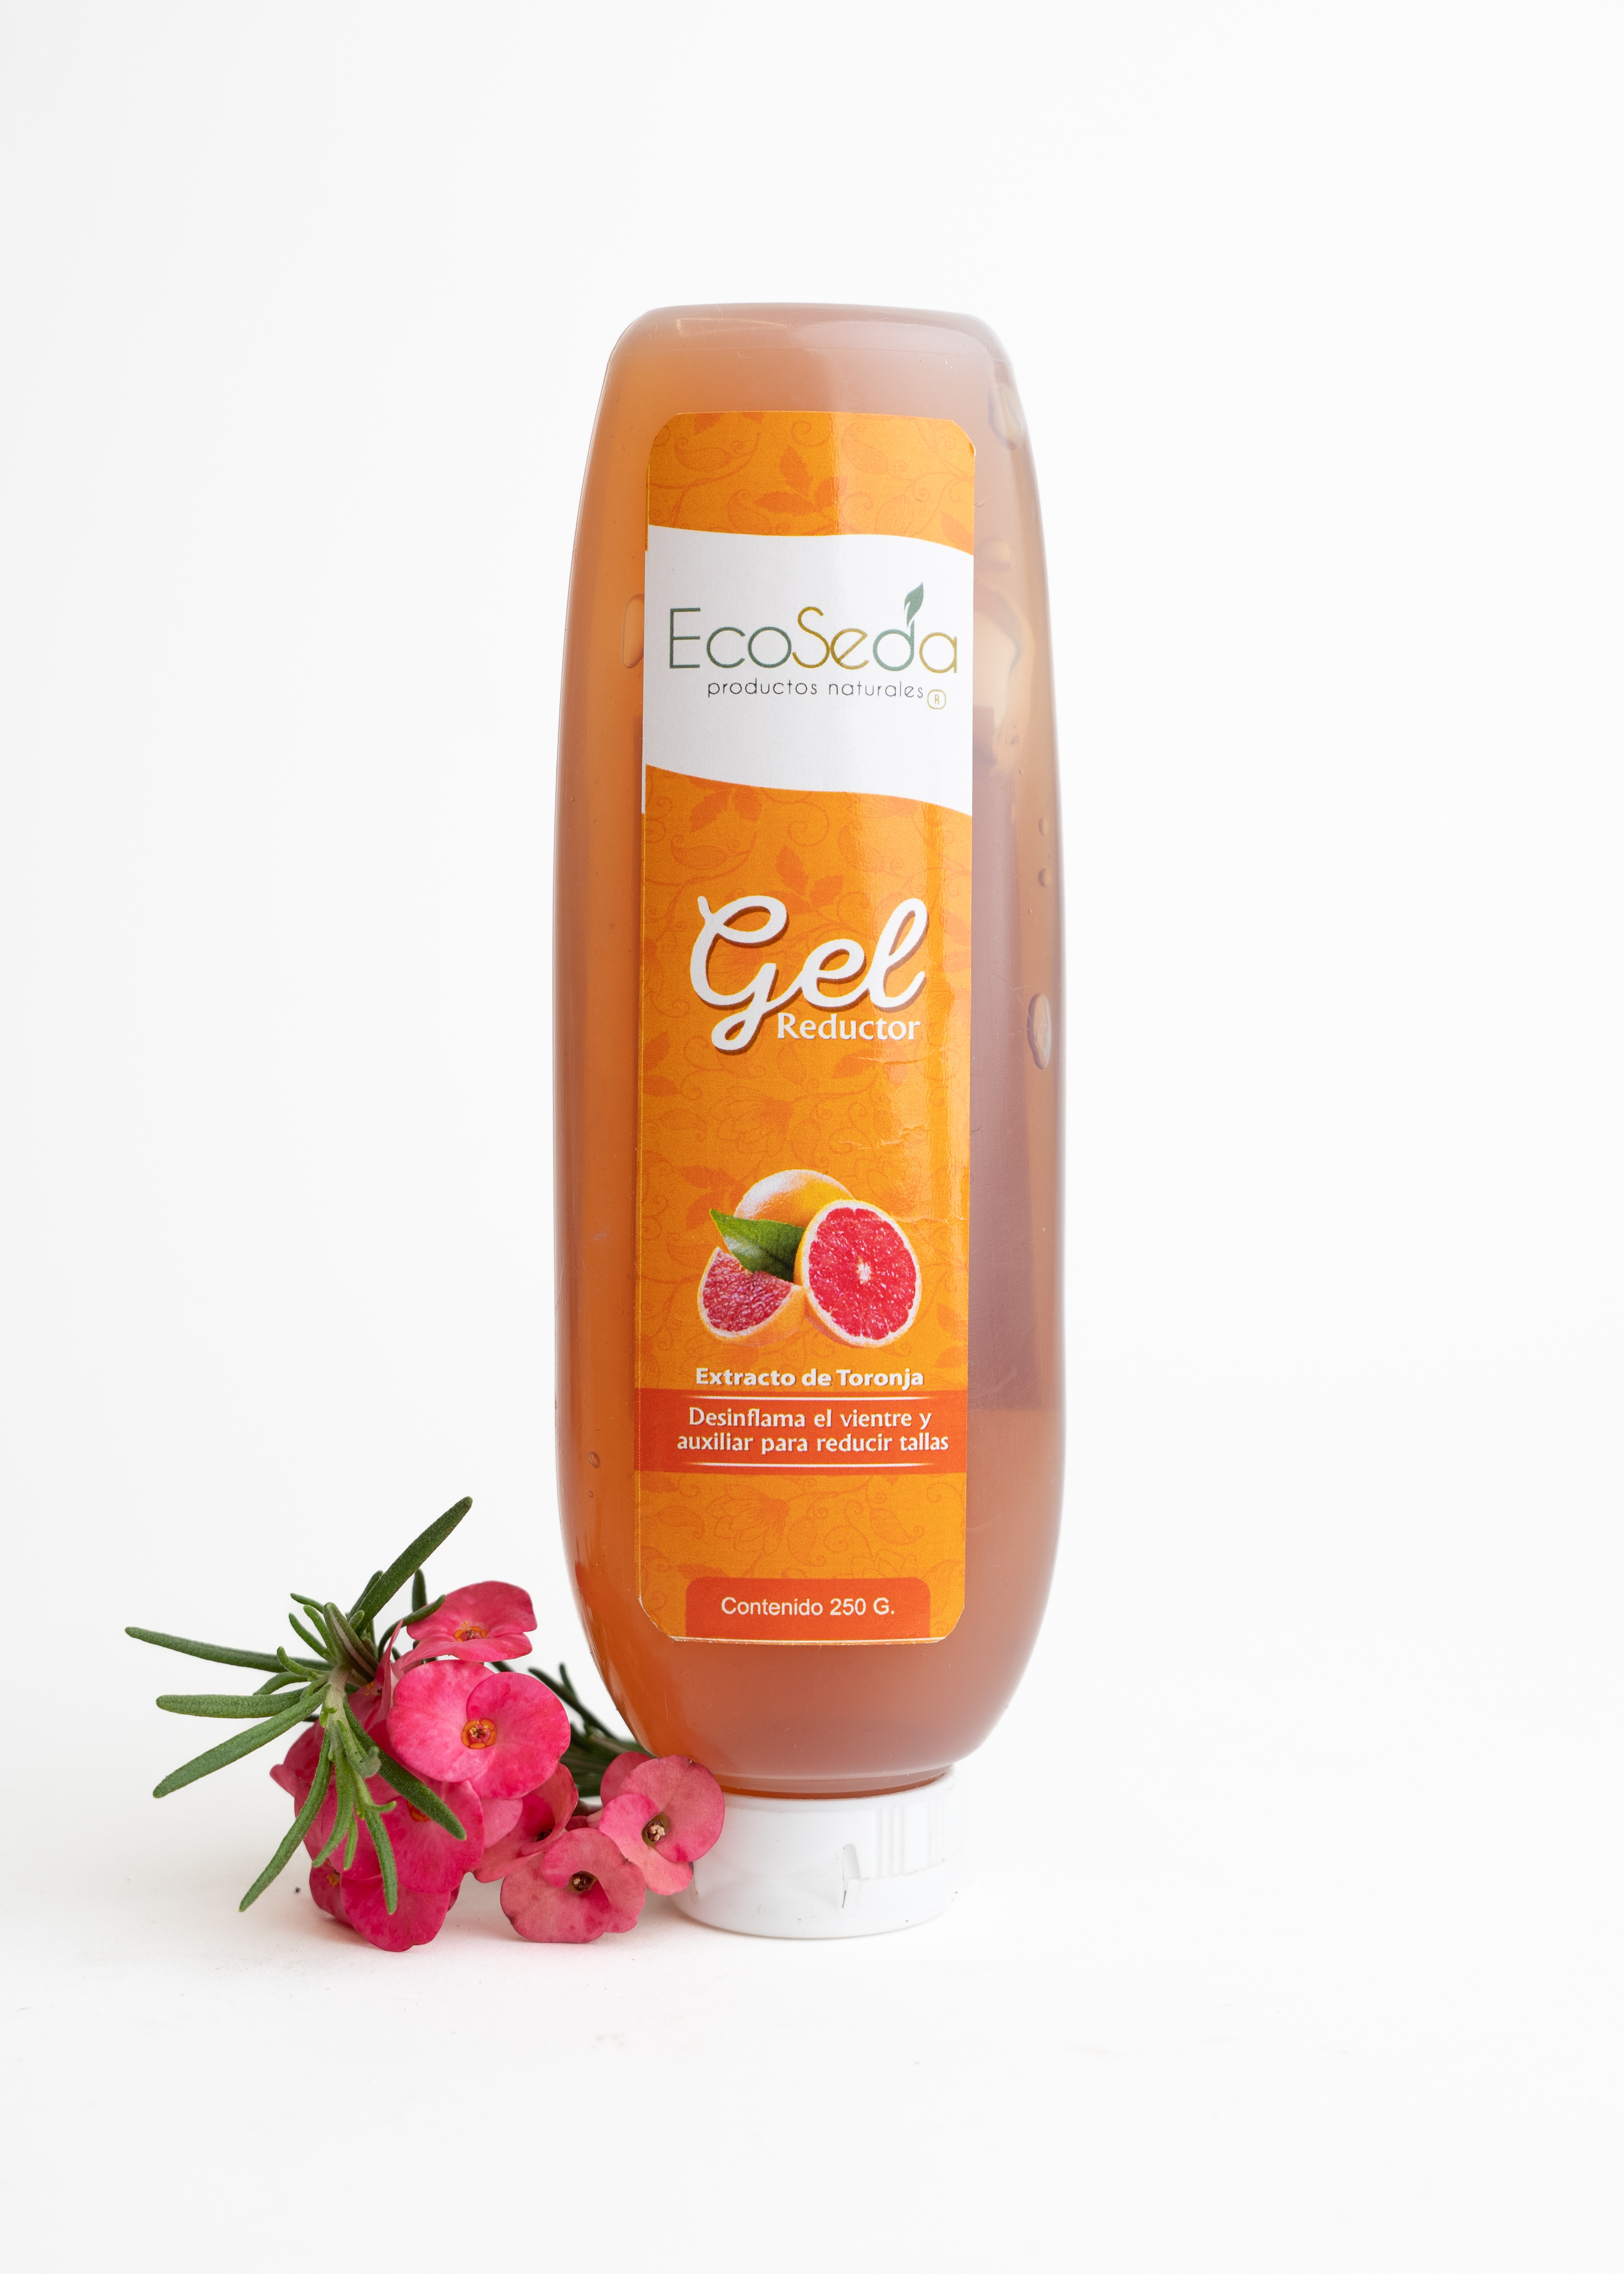 EcoSeda
productos naturales ®
Gel
Reductor
Extracto de Toronja
Desinflama el vientre y
auxiliar para reducir tallas
Contenido 250 G.